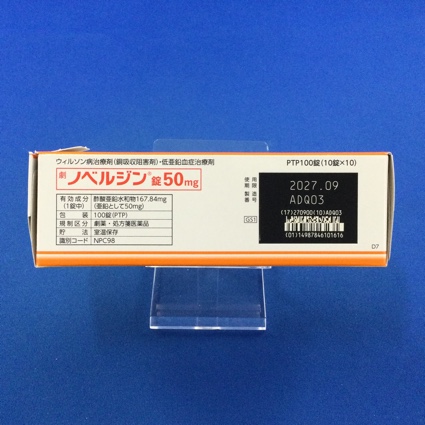 ウィルソン病治療剤(銅吸収阻害剤)・低亜鉛血症治療剤
PTP100錠(10錠×10)
劇 ノベルジン®錠50mg
有効成分(1錠中) 酢酸亜鉛水和物167.84mg
(亜鉛として50mg)
包装 100錠(PTP)
規制区分 劇薬・処方箋医薬品
貯法 室温保存
識別コード NPC98
使用期限 2027.09
製造番号 ADQ03
GS1
(17)270900(10)ADQ03
(01)14987846101616
D7